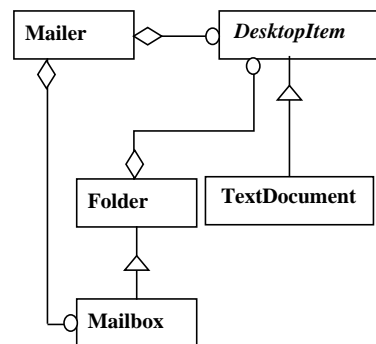 Mailer
DesktopItem
Folder
TextDocument
Mailbox